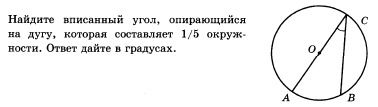 Найдите вписанный угол, опирающийся
на дугу, которая составляет 1/5 окруж-
ности. Ответ дайте в градусах.
C
O
A
B